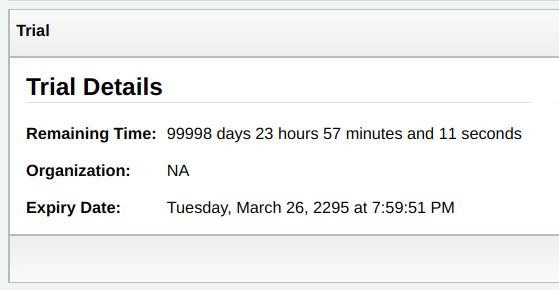 Trial
Trial Details
Remaining Time: 99998 days 23 hours 57 minutes and 11 seconds
Organization: NA
Expiry Date: Tuesday, March 26, 2295 at 7:59:51 PM